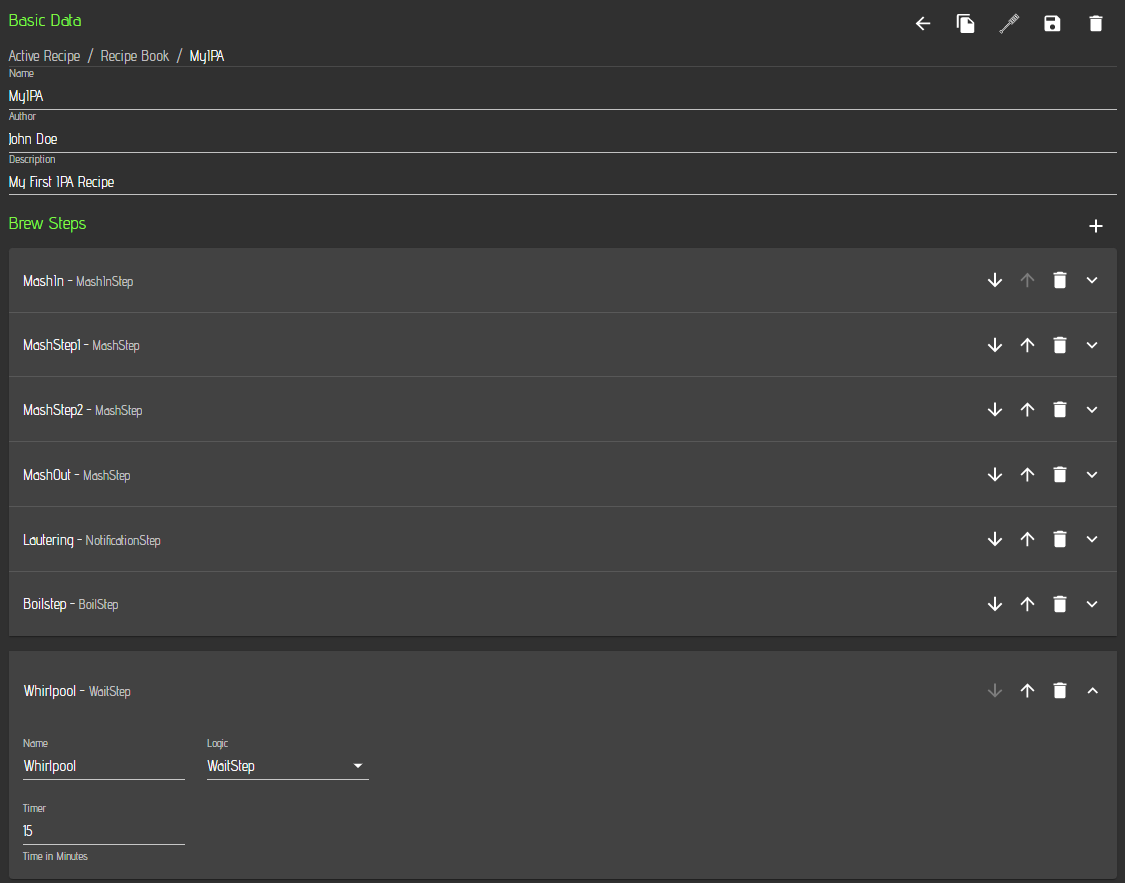 Basic Data
Active Recipe / Recipe Book / MyIPA
Name
MyIPA
Author
John Doe
Description
My First IPA Recipe
Brew Steps
MashIn - MashInStep
MashStep1 - MashStep
MashStep2 - MashStep
MashOut - MashStep
Lautering - NotificationStep
Boilstep - BoilStep
Whirlpool - WaitStep
Name Logic
Whirlpool WaitStep
Timer
15
Time in Minutes